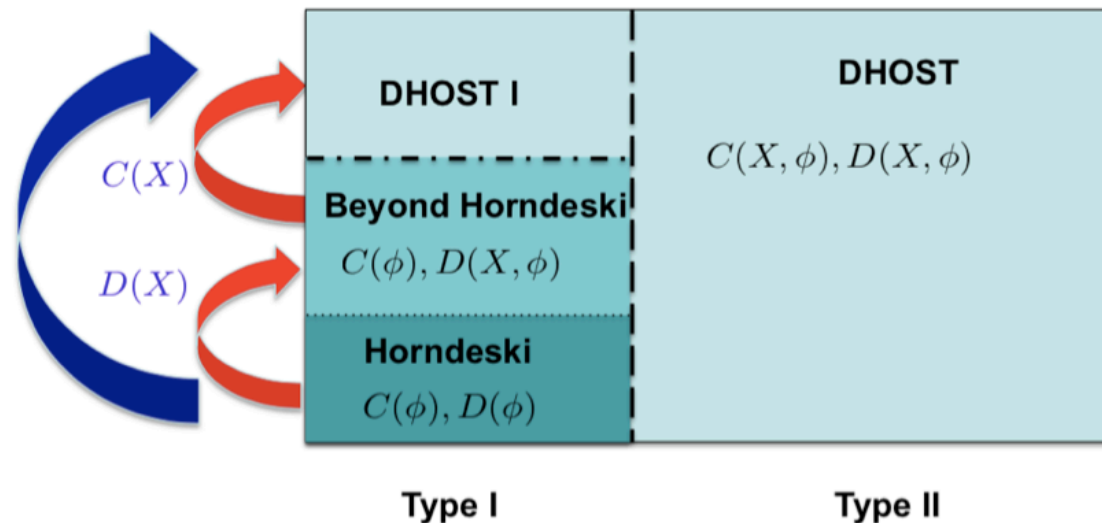 DHOST I
DHOST
C(X)
C(X, ϕ), D(X, ϕ)
Beyond Horndeski
C(ϕ), D(X, ϕ)
D(X)
Horndeski
C(ϕ), D(ϕ)
Type I
Type II